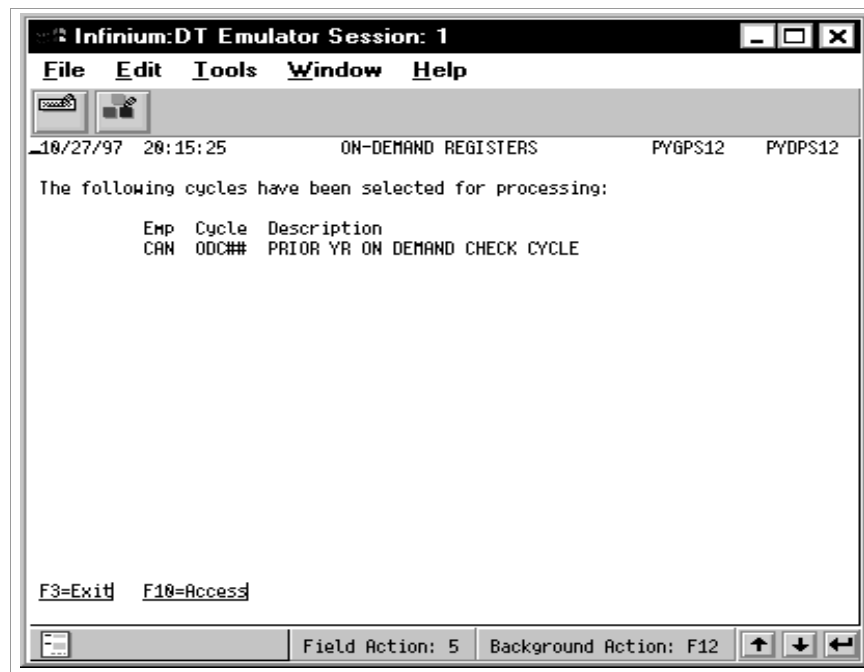 Infinium:DT Emulator Session: 1
File Edit Tools Window Help
10/27/97 20:15:25 ON-DEMAND REGISTERS PYGPS12 PYDPS12
The following cycles have been selected for processing:
Emp Cycle Description
CAN ODC## PRIOR YR ON DEMAND CHECK CYCLE
F3=Exit F10=Access
Field Action: 5 Background Action: F12